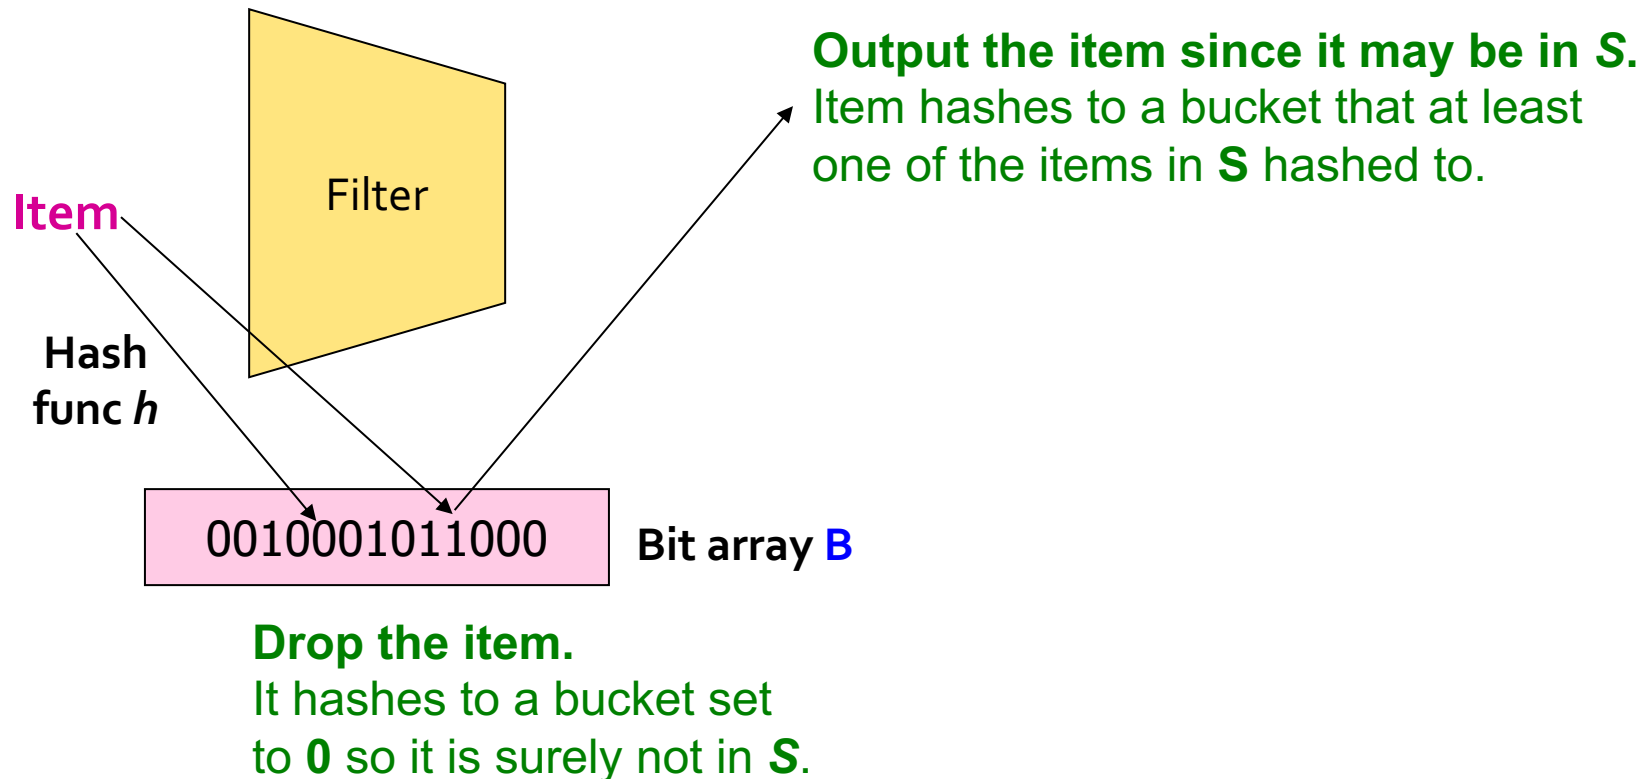 Output the item since it may be in S.
Item hashes to a bucket that at least
one of the items in S hashed to.
Filter
Item
Hash
func h
0010001011000
Bit array B
Drop the item.
It hashes to a bucket set
to 0 so it is surely not in S.